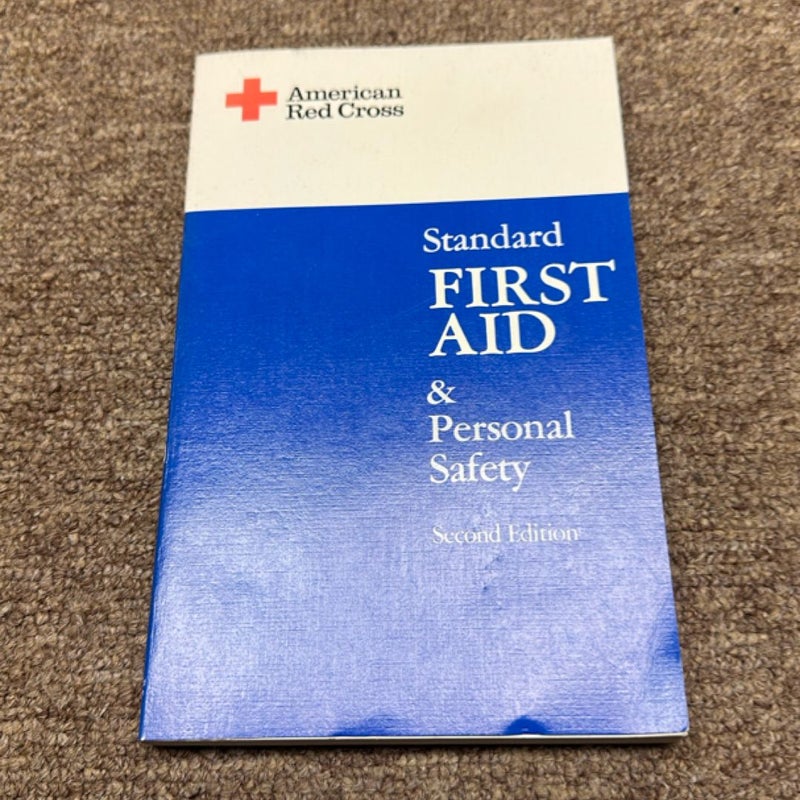 American
Red Cross
Standard
FIRST
AID
&
Personal
Safety
Second Edition